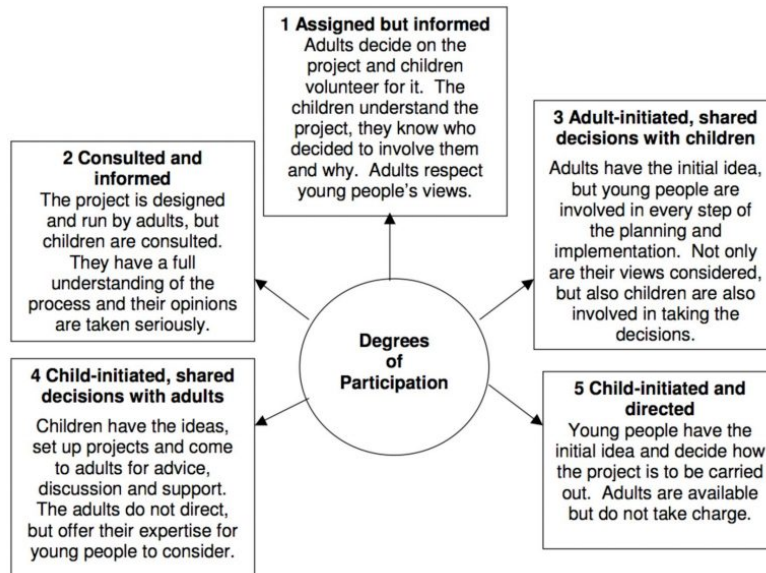 1 Assigned but informed
Adults decide on the
project and children
volunteer for it.  The
children understand the
project, they know who
decided to involve them
and why.  Adults respect
young people's views.
2 Consulted and
informed
The project is designed
and run by adults, but
children are consulted.
They have a full
understanding of the
process and their opinions
are taken seriously.
3 Adult-initiated, shared
decisions with children
Adults have the initial idea,
but young people are
involved in every step of
the planning and
implementation.  Not only
are their views considered,
but also children are also
involved in taking the
decisions.
Degrees
of
Participation
4 Child-initiated, shared
decisions with adults
Children have the ideas,
set up projects and come
to adults for advice,
discussion and support.
The adults do not direct,
but offer their expertise for
young people to consider.
5 Child-initiated and
directed
Young people have the
initial idea and decide how
the project is to be carried
out.  Adults are available
but do not take charge.